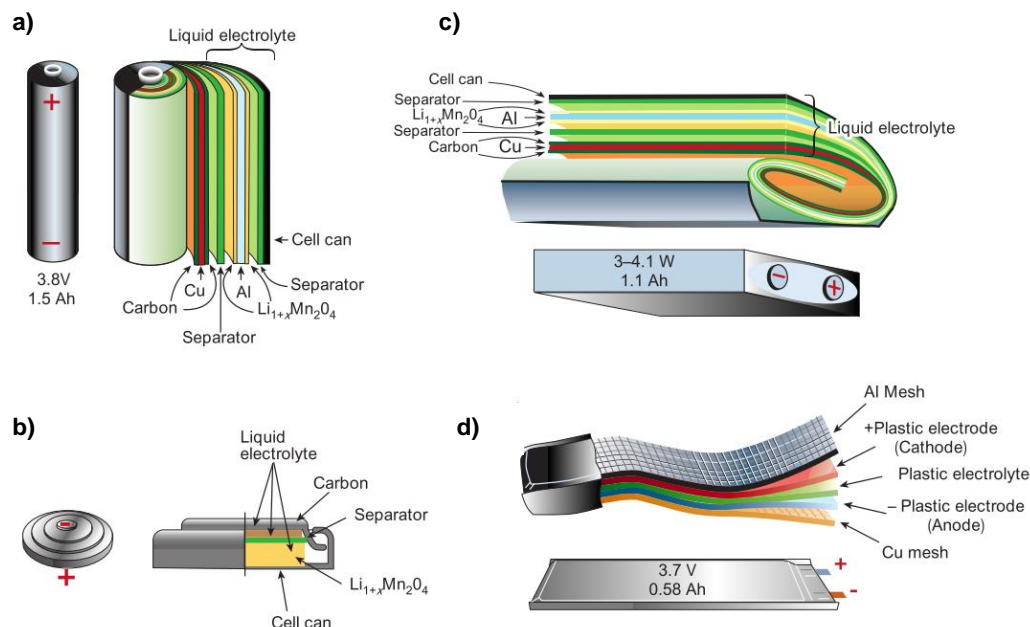 a)
Liquid electrolyte
+
−
3.8V
1.5 Ah
Cell can
Cu
Al
Separator
Carbon
Li1+xMn2O4
Separator
c)
Cell can
Separator
Li1+xMn2O4
Al
Separator
Carbon
Cu
Liquid electrolyte
3–4.1 W
1.1 Ah
−
+
b)
Liquid
electrolyte
Carbon
Separator
−
+
Li1+xMn2O4
Cell can
d)
Al Mesh
+Plastic electrode
(Cathode)
Plastic electrolyte
– Plastic electrode
(Anode)
Cu mesh
3.7 V
0.58 Ah
+
-